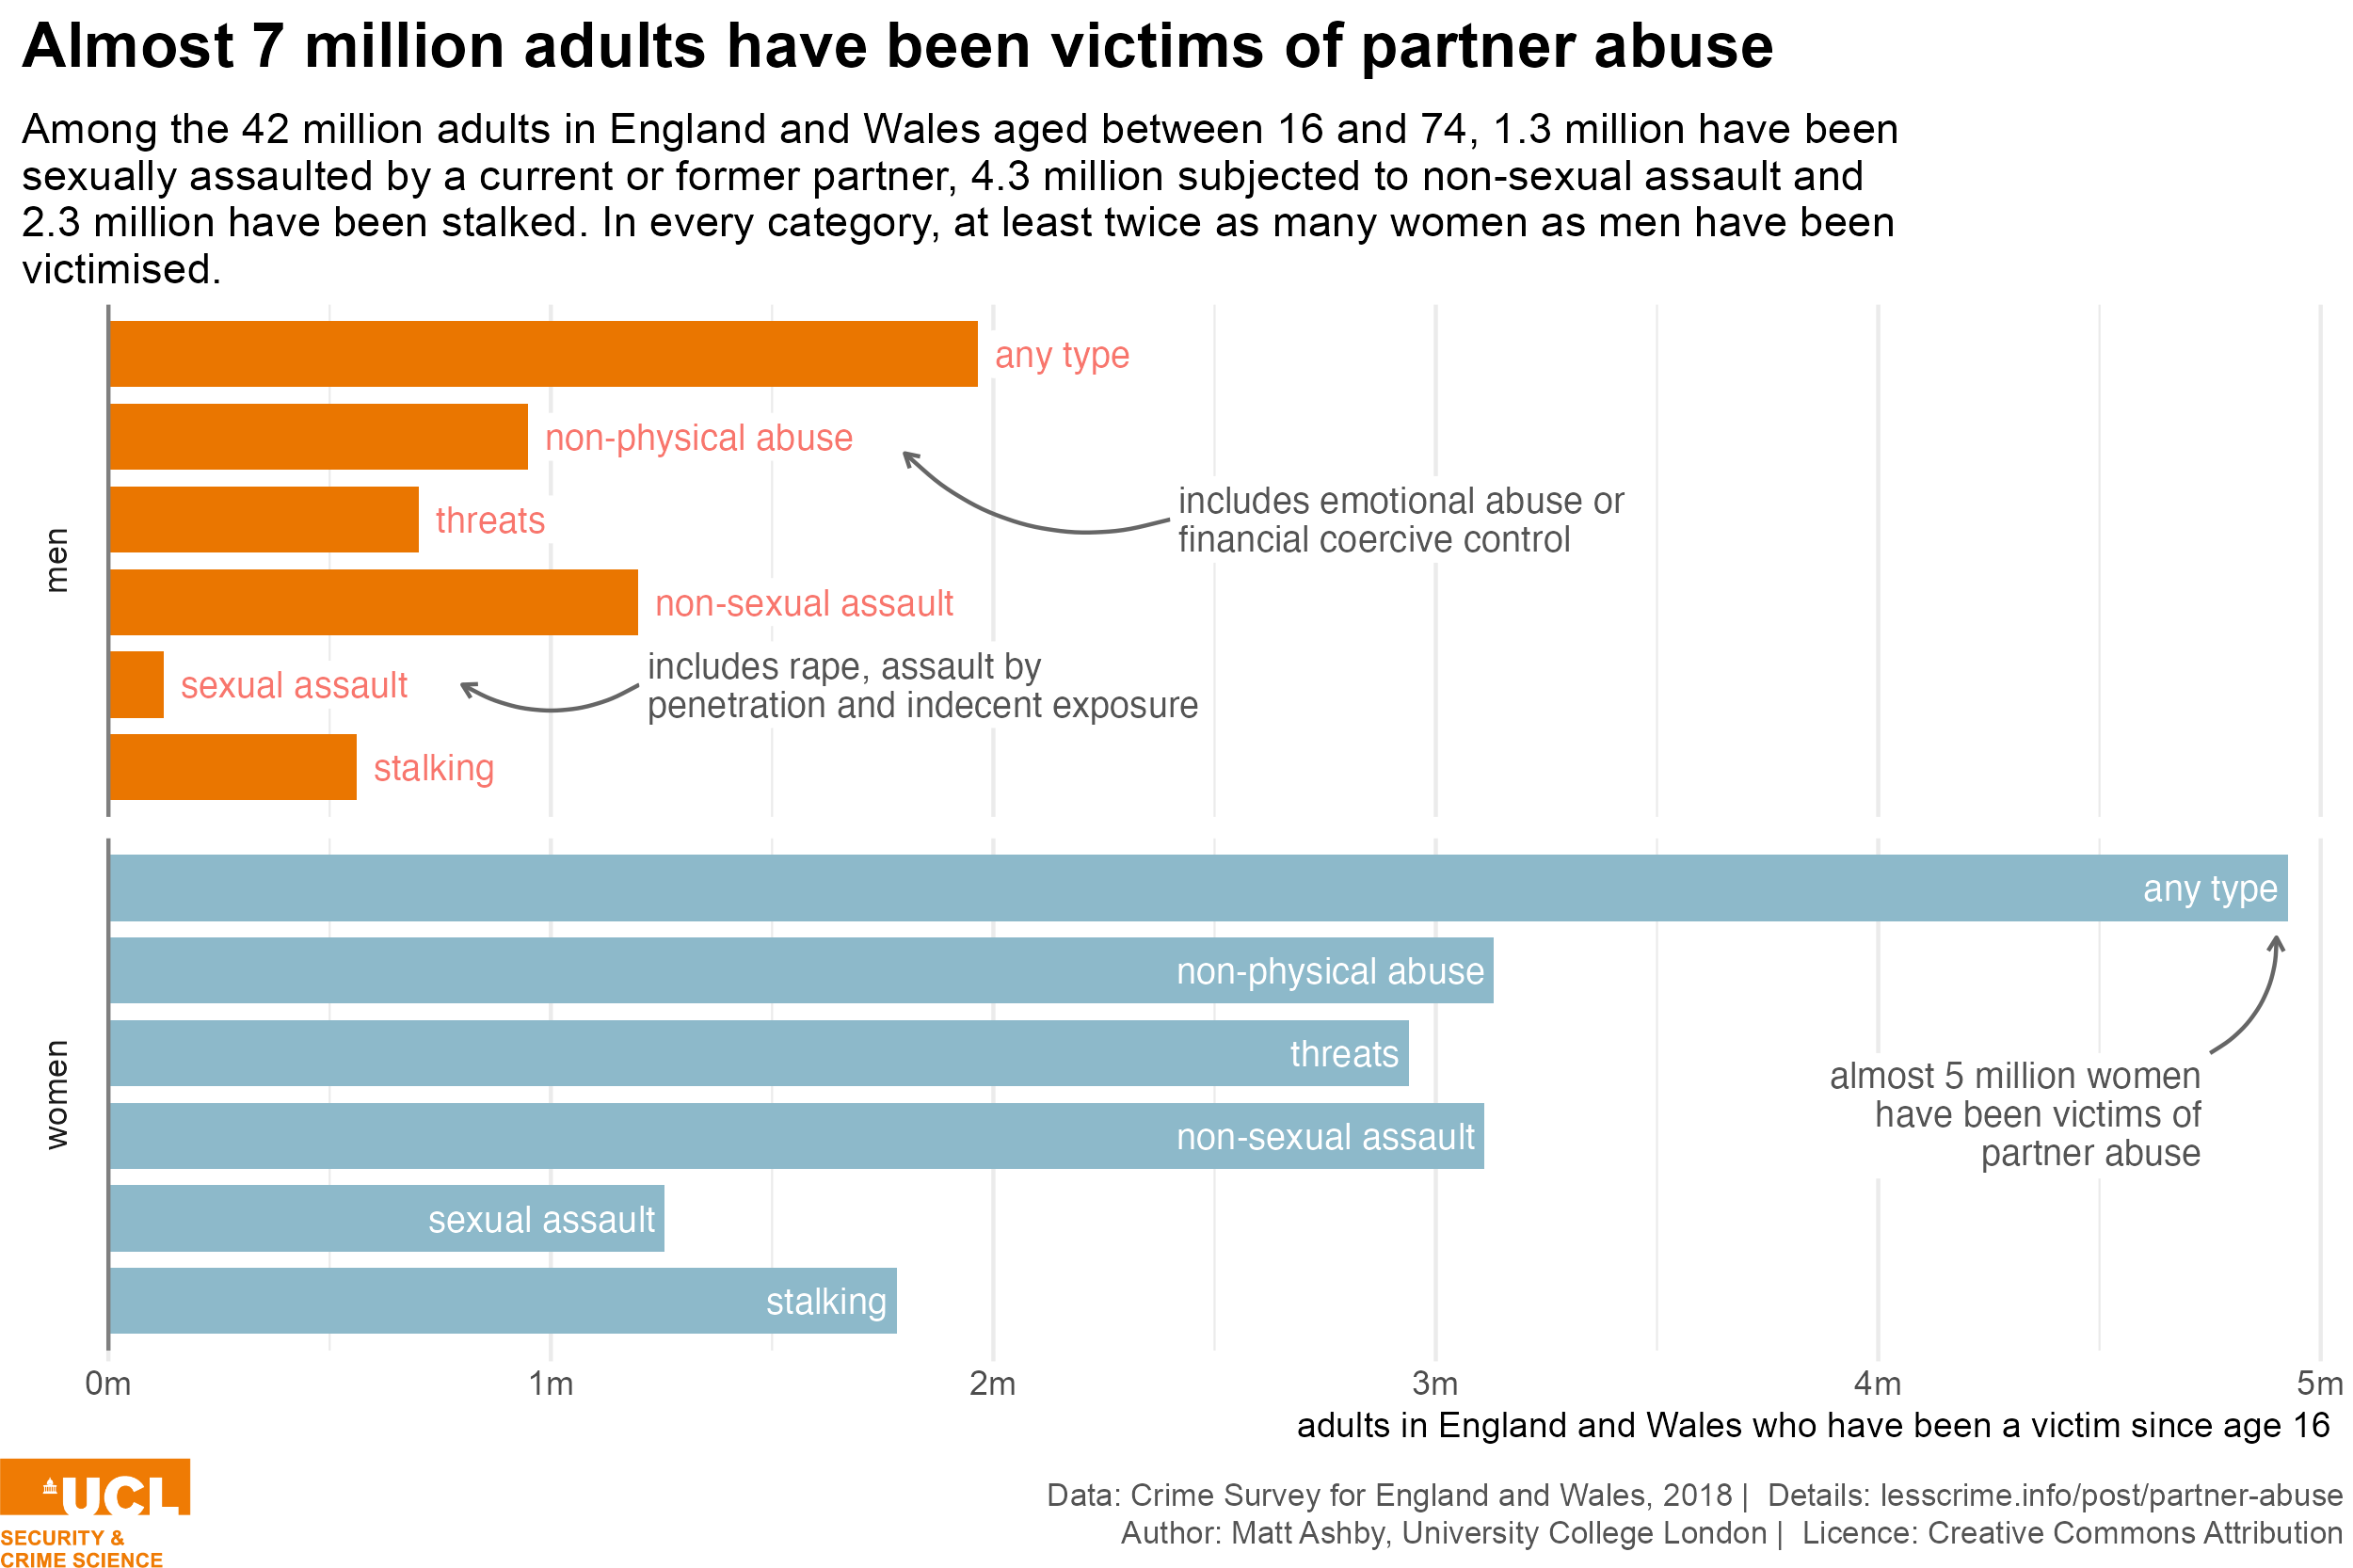 Almost 7 million adults have been victims of partner abuse
Among the 42 million adults in England and Wales aged between 16 and 74, 1.3 million have been
sexually assaulted by a current or former partner, 4.3 million subjected to non-sexual assault and
2.3 million have been stalked. In every category, at least twice as many women as men have been
victimised.
men
any type
non-physical abuse
includes emotional abuse or
financial coercive control
threats
non-sexual assault
sexual assault
includes rape, assault by
penetration and indecent exposure
stalking
women
any type
non-physical abuse
threats
almost 5 million women
have been victims of
partner abuse
non-sexual assault
sexual assault
stalking
0m 1m 2m 3m 4m 5m
adults in England and Wales who have been a victim since age 16
UCL
SECURITY &
CRIME SCIENCE
Data: Crime Survey for England and Wales, 2018 | Details: lesscrime.info/post/partner-abuse
Author: Matt Ashby, University College London | Licence: Creative Commons Attribution